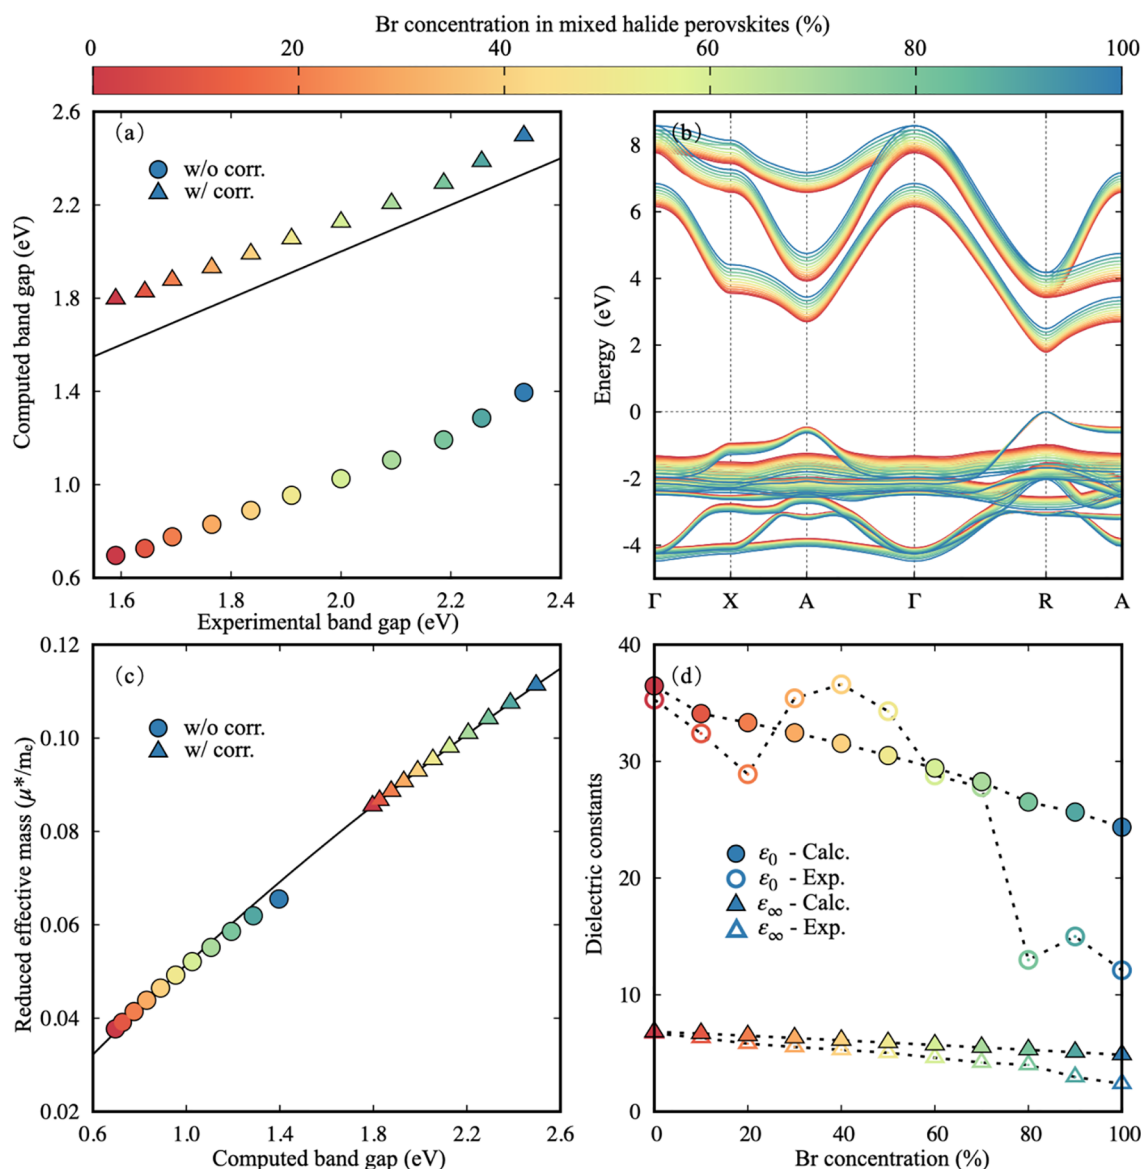 Br concentration in mixed halide perovskites (%)
0 20 40 60 80 100
(a)
w/o corr.
w/ corr.
2.6
2.2
1.8
1.4
1.0
0.6
Computed band gap (eV)
1.6 1.8 2.0 2.2 2.4
Experimental band gap (eV)
(b)
8
6
4
2
0
-2
-4
Energy (eV)
Γ X A Γ R A
(c)
w/o corr.
w/ corr.
0.12
0.10
0.08
0.06
0.04
0.02
Reduced effective mass (μ*/mₑ)
0.6 1.0 1.4 1.8 2.2 2.6
Computed band gap (eV)
(d)
40
30
20
10
0
Dielectric constants
ε₀ - Calc.
ε₀ - Exp.
ε∞ - Calc.
ε∞ - Exp.
0 20 40 60 80 100
Br concentration (%)